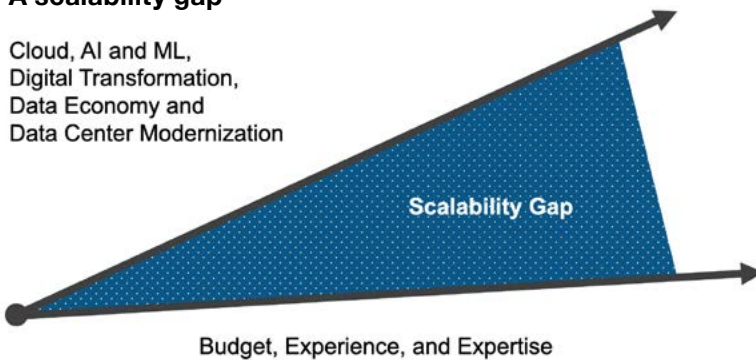 A scalability gap
Cloud, AI and ML,
Digital Transformation,
Data Economy and
Data Center Modernization
Scalability Gap
Budget, Experience, and Expertise